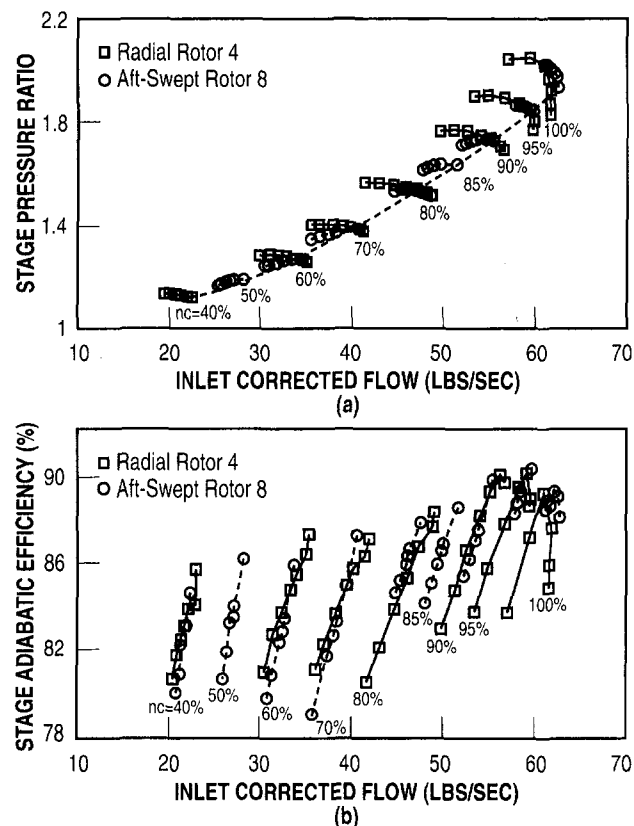 Radial Rotor 4
Aft-Swept Rotor 8
STAGE PRESSURE RATIO
2.2
1.8
1.4
1
100%
95%
90%
85%
80%
70%
60%
50%
nc=40%
10 20 30 40 50 60 70
INLET CORRECTED FLOW (LBS/SEC)
(a)
Radial Rotor 4
Aft-Swept Rotor 8
STAGE ADIABATIC EFFICIENCY (%)
90
86
82
78
nc=40%
50%
60%
70%
80%
85%
90%
95%
100%
10 20 30 40 50 60 70
INLET CORRECTED FLOW (LBS/SEC)
(b)